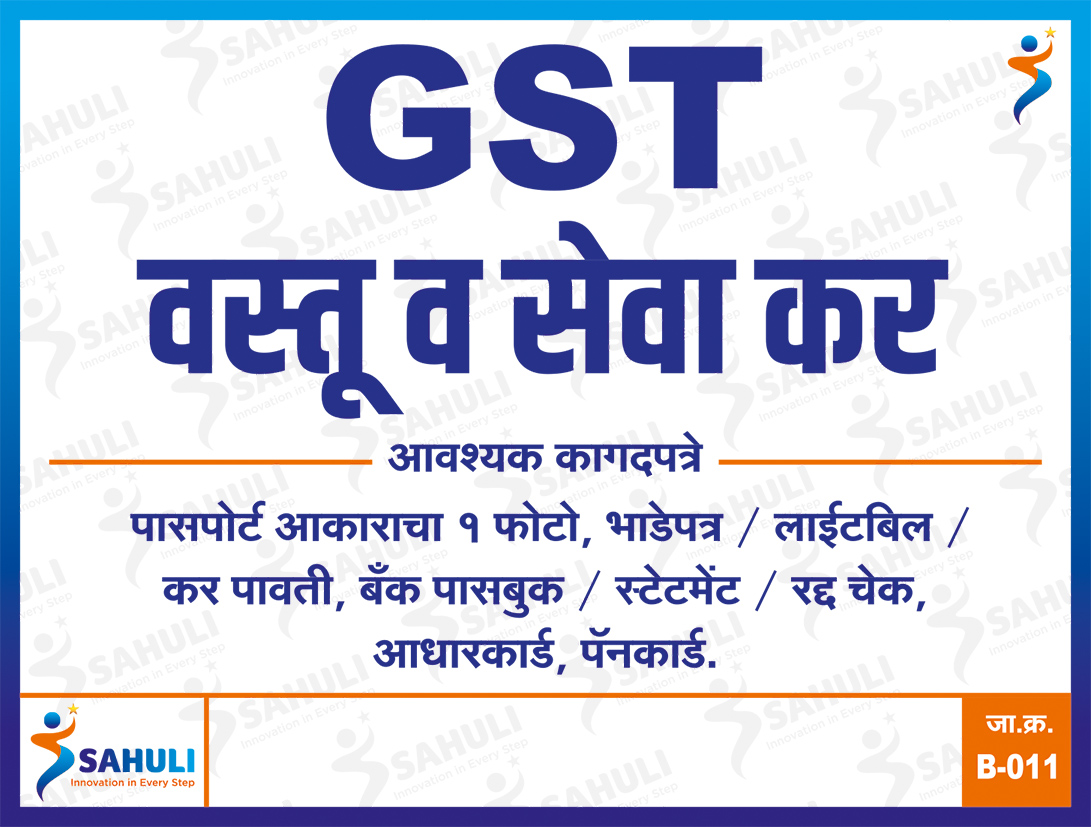 GST
वस्तू व सेवा कर
आवश्यक कागदपत्रे
पासपोर्ट आकाराचा १ फोटो, भाडेपत्र / लाईटबिल /
कर पावती, बँक पासबुक / स्टेटमेंट / रद्द चेक,
आधारकार्ड, पॅनकार्ड.
SAHULI
Innovation in Every Step
जा.क्र.
B-011